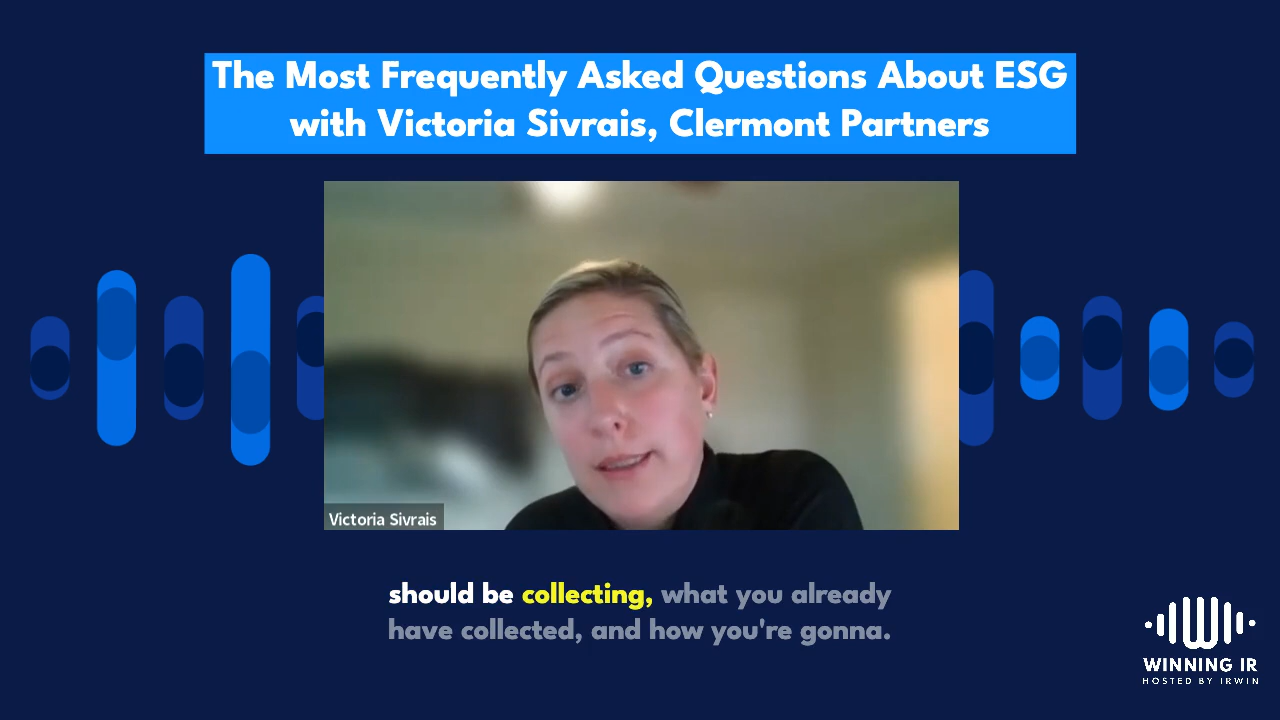 The Most Frequently Asked Questions About ESG
with Victoria Sivrais, Clermont Partners
Victoria Sivrais
should be collecting, what you already
have collected, and how you're gonna.
WINNING IR
HOSTED BY IRWIN